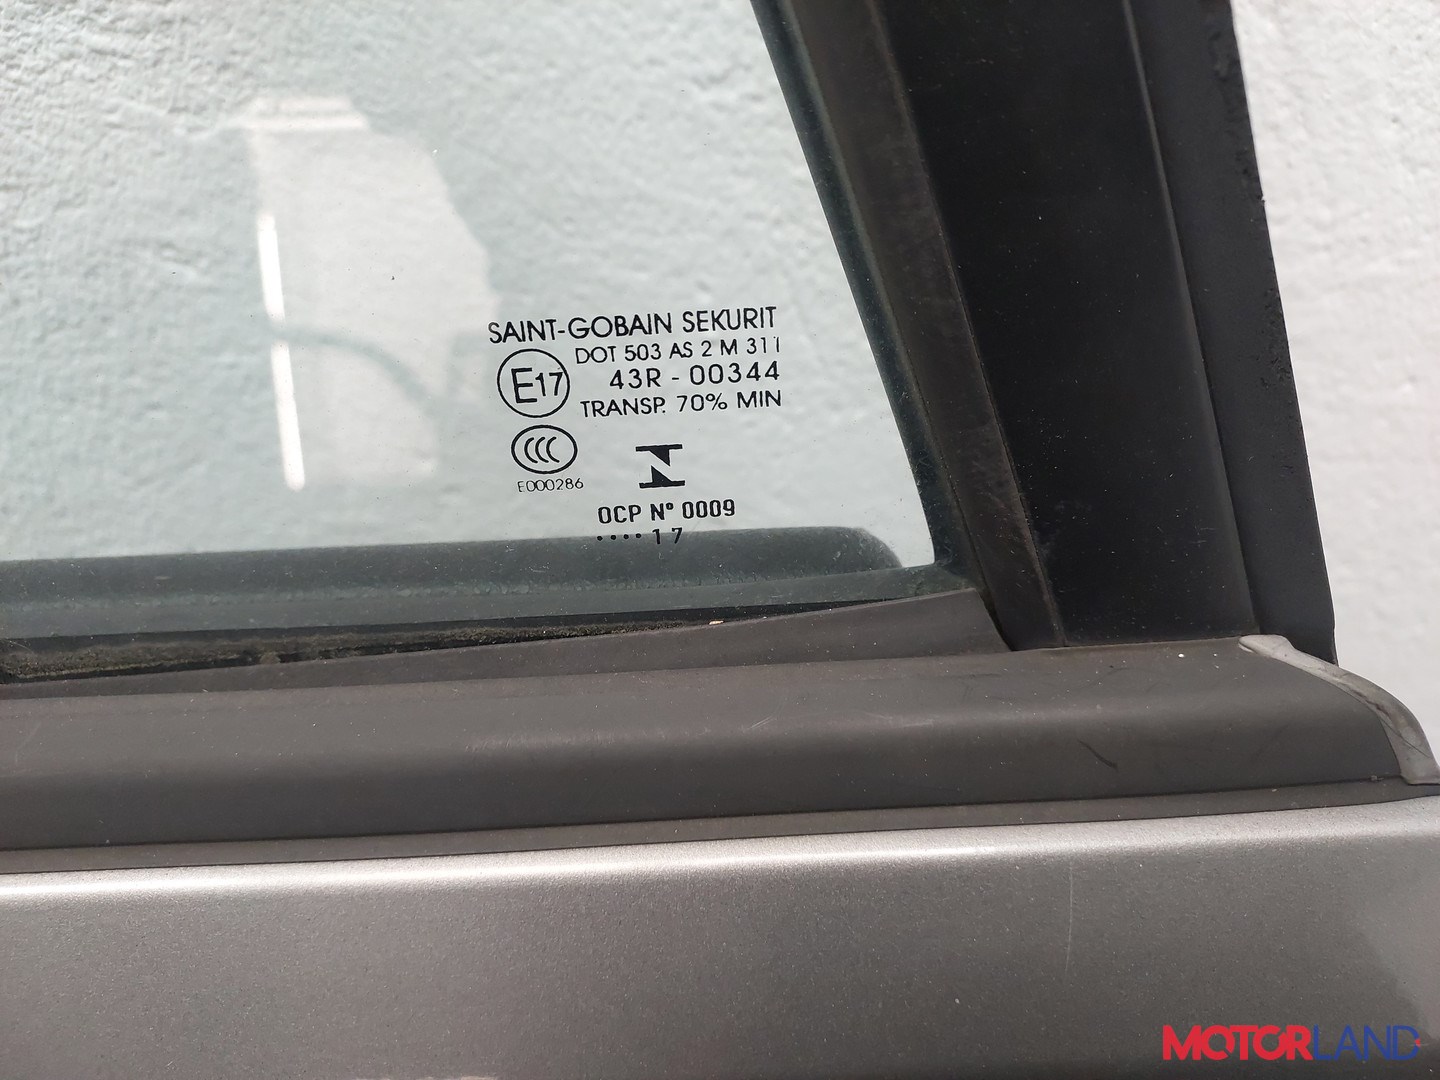 SAINT-GOBAIN SEKURIT
DOT 503 AS 2 M 311
E17
43R - 00344
TRANSP. 70% MIN
CCC
E000286
OCP Nº 0009
•••• 17
MOTORLAND